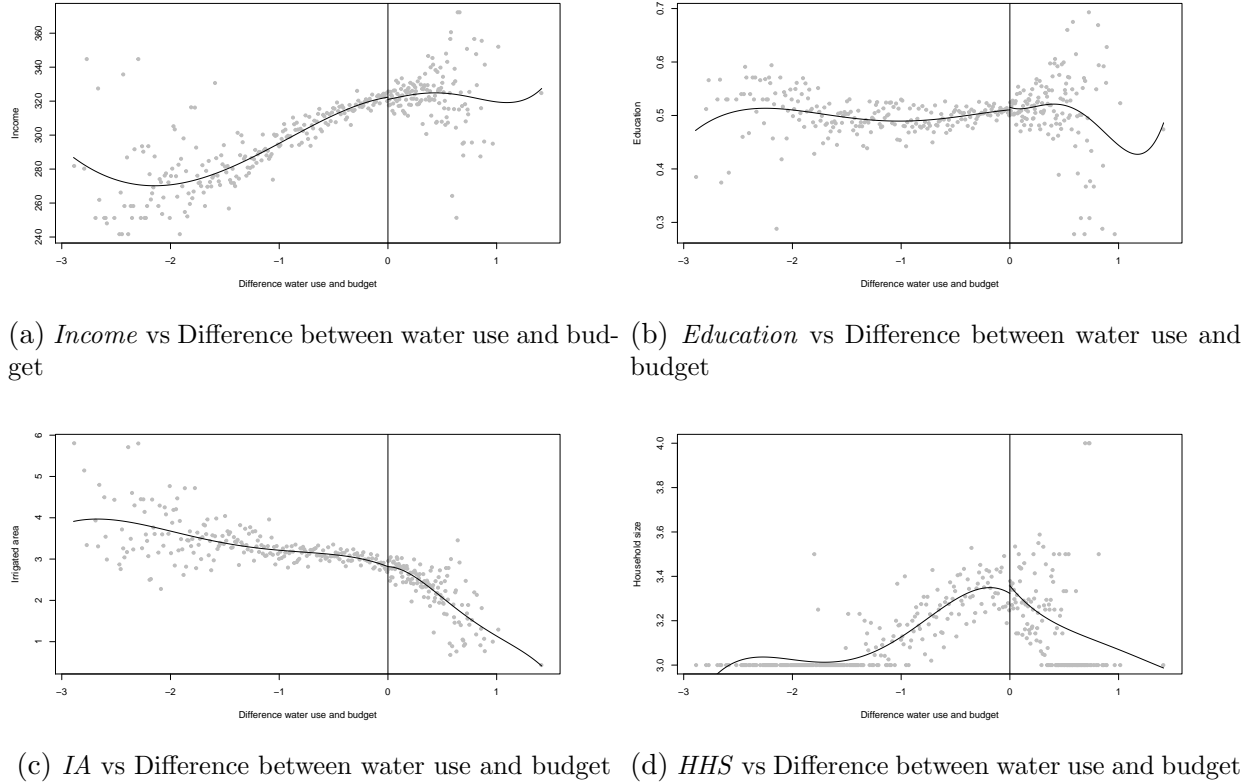 360
340
320
300
280
260
240
Income
−3 −2 −1 0 1
Difference water use and budget
0.7
0.6
0.5
0.4
0.3
Education
−3 −2 −1 0 1
Difference water use and budget
(a) Income vs Difference between water use and bud-
get
(b) Education vs Difference between water use and
budget
6
5
4
3
2
1
Irrigated area
−3 −2 −1 0 1
Difference water use and budget
4.0
3.8
3.6
3.4
3.2
3.0
Household size
−3 −2 −1 0 1
Difference water use and budget
(c) IA vs Difference between water use and budget
(d) HHS vs Difference between water use and budget